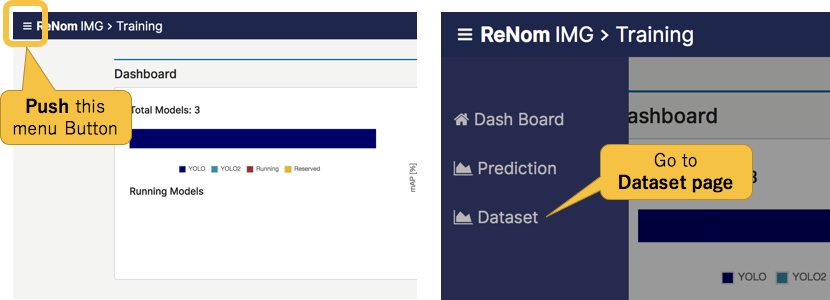 ≡ ReNom IMG > Training
Dashboard
Push this
menu Button
Total Models: 3
YOLO YOLO2 Running Reserved
mAP [%]
Running Models
≡ ReNom IMG > Training
Dash Board
ashboard
Prediction
Go to
Dataset page
3
Dataset
YOLO YOLO2